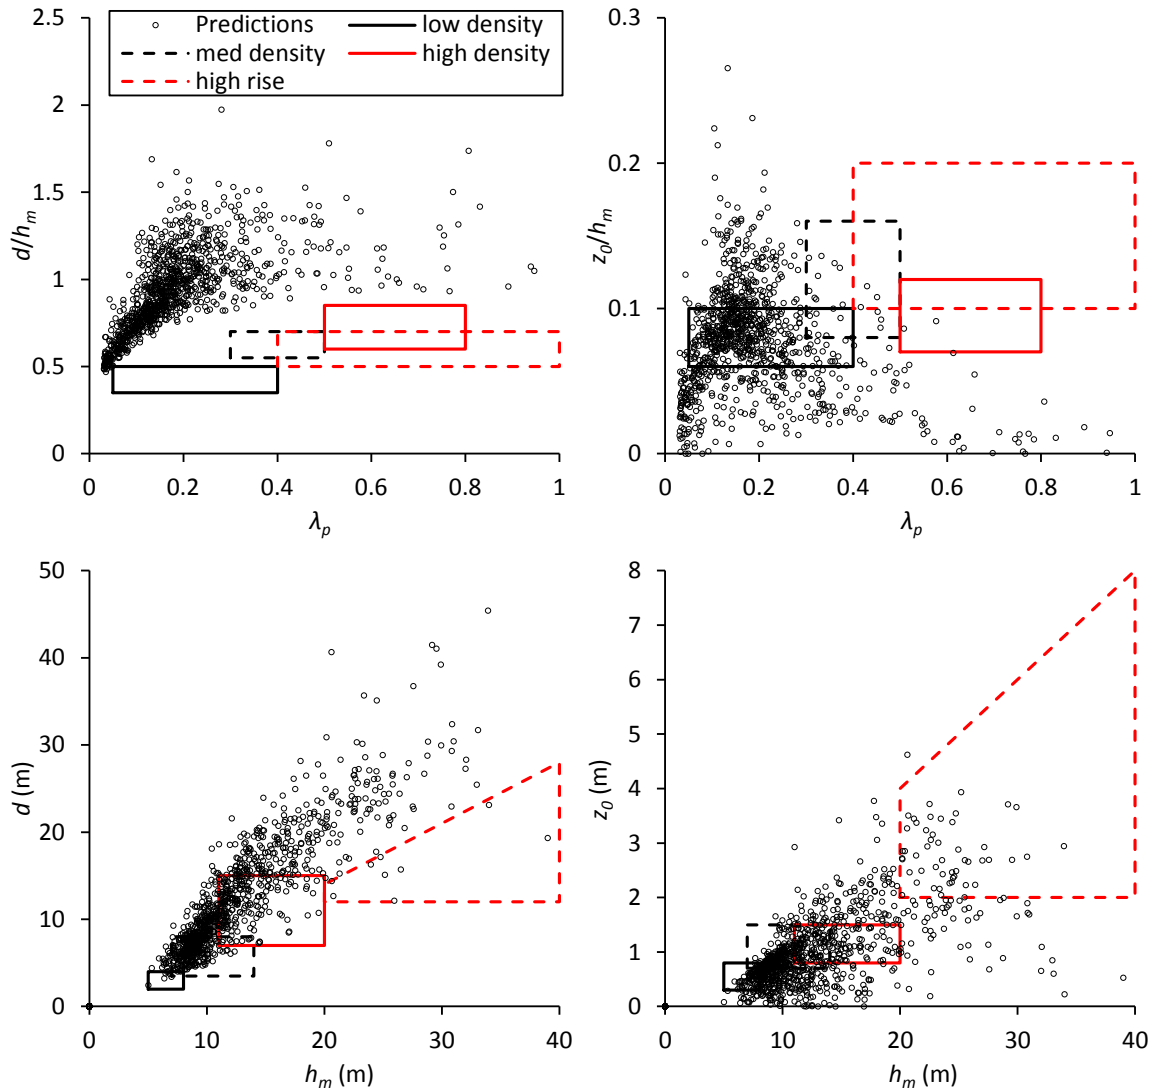 2.5
2
1.5
1
0.5
0
d/hm
0 0.2 0.4 0.6 0.8 1
λp
Predictions low density
med density high density
high rise
0.3
0.2
0.1
0
z0/hm
0 0.2 0.4 0.6 0.8 1
λp
50
40
30
20
10
0
d (m)
0 10 20 30 40
hm (m)
8
7
6
5
4
3
2
1
0
z0 (m)
0 10 20 30 40
hm (m)